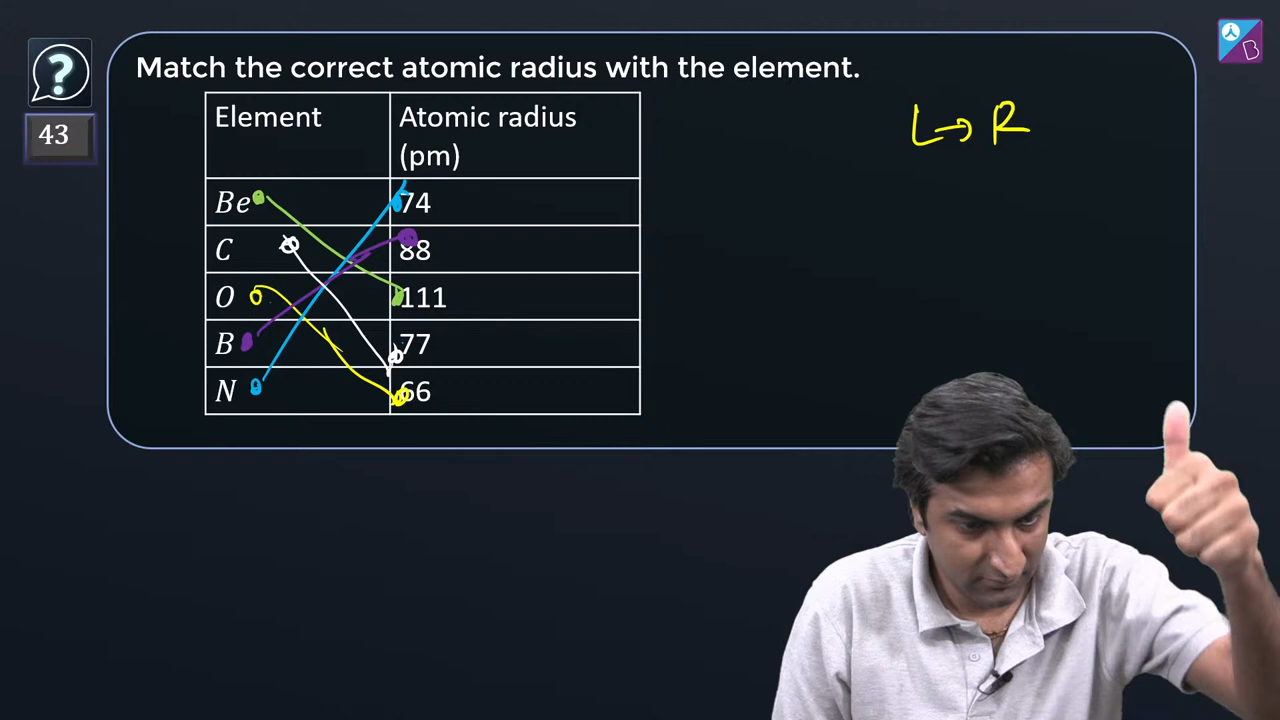 Match the correct atomic radius with the element.
L → R
43
Element Atomic radius
(pm)
Be 74
C 88
O 111
B 77
N 66
B